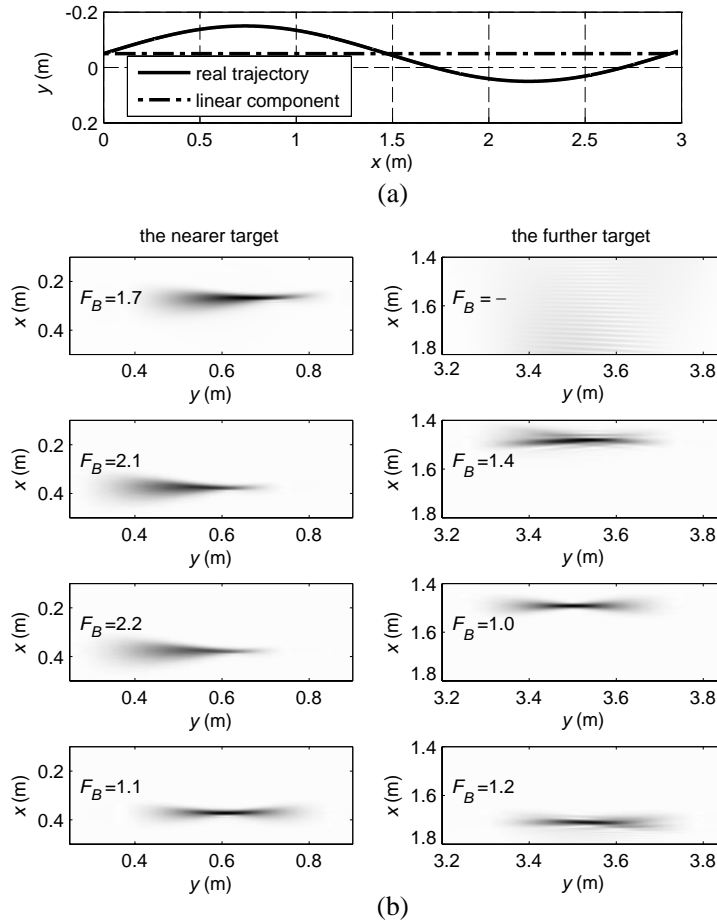 -0.2
0
0.2
y (m)
real trajectory
linear component
0 0.5 1 1.5 2 2.5 3
x (m)
(a)
the nearer target
the further target
x (m)
0.2
0.4
F_B=1.7
0.4 0.6 0.8
y (m)
x (m)
1.4
1.6
1.8
F_B= –
3.2 3.4 3.6 3.8
y (m)
x (m)
0.2
0.4
F_B=2.1
0.4 0.6 0.8
y (m)
x (m)
1.4
1.6
1.8
F_B=1.4
3.2 3.4 3.6 3.8
y (m)
x (m)
0.2
0.4
F_B=2.2
0.4 0.6 0.8
y (m)
x (m)
1.4
1.6
1.8
F_B=1.0
3.2 3.4 3.6 3.8
y (m)
x (m)
0.2
0.4
F_B=1.1
0.4 0.6 0.8
y (m)
x (m)
1.4
1.6
1.8
F_B=1.2
3.2 3.4 3.6 3.8
y (m)
(b)